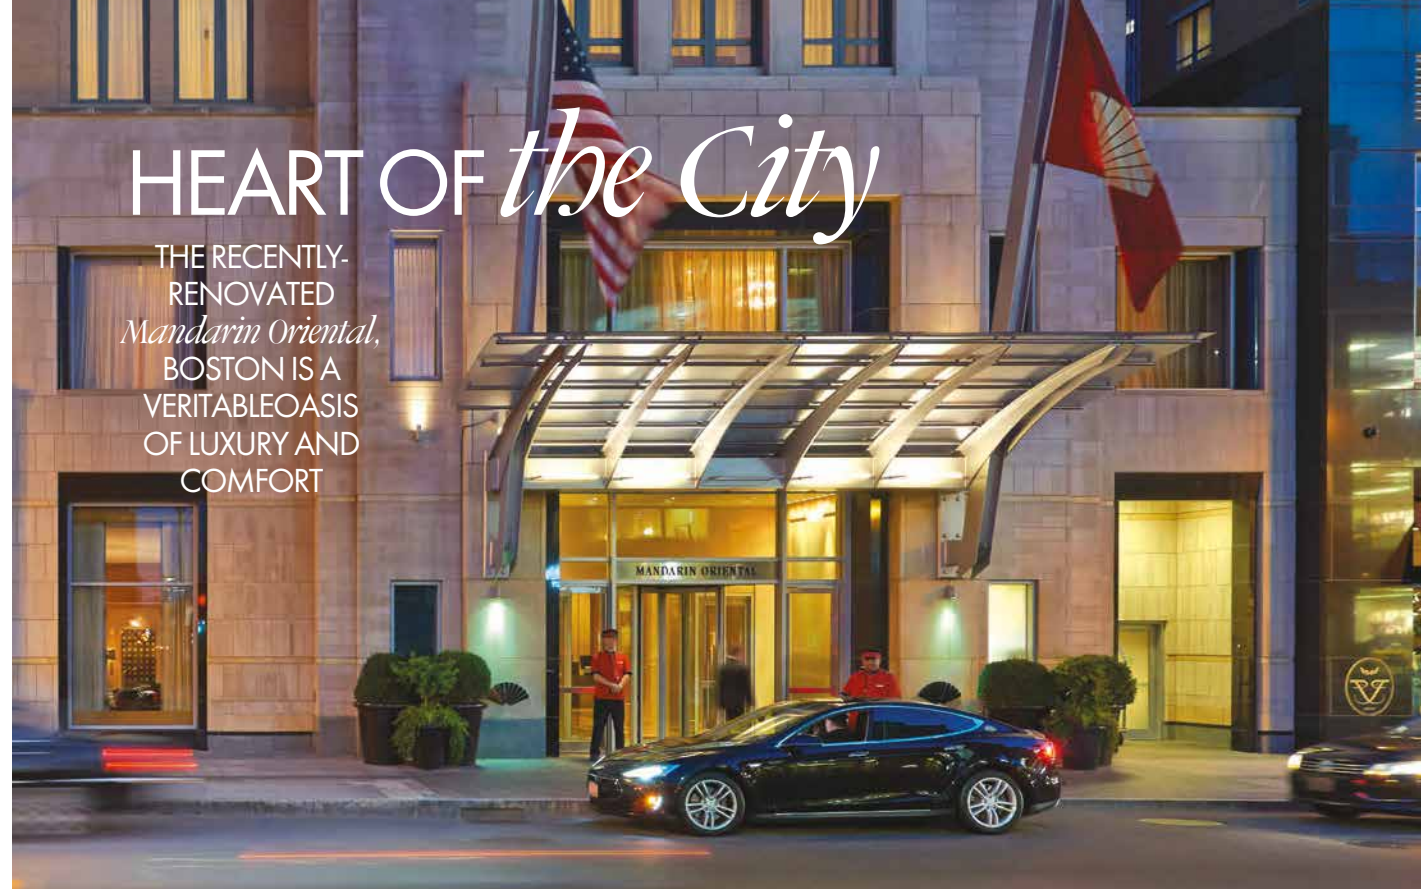 HEART OF the City
THE RECENTLY-
RENOVATED
Mandarin Oriental,
BOSTON IS A
VERITABLEOASIS
OF LUXURY AND
COMFORT
MANDARIN ORIENTAL